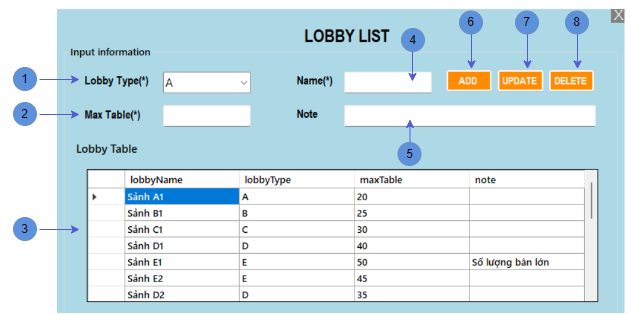 6 7 8
X
LOBBY LIST
4
Input information
1 Lobby Type(*) A Name(*) ADD UPDATE DELETE
2 Max Table(*) Note
5
Lobby Table
lobbyName lobbyType maxTable note
Sảnh A1 A 20
Sảnh B1 B 25
3 Sảnh C1 C 30
Sảnh D1 D 40
Sảnh E1 E 50 Số lượng bàn lớn
Sảnh E2 E 45
Sảnh D2 D 35